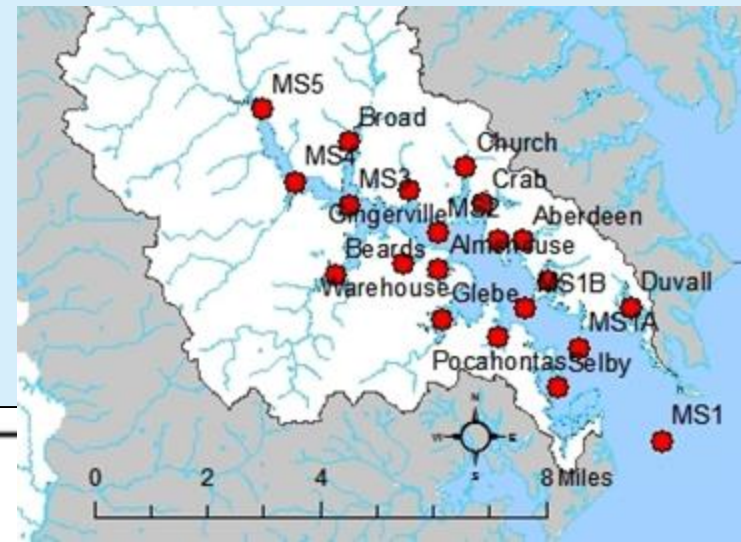 MS5
Broad
Church
MS4
MS3
Crab
Gingerville
MS2
Aberdeen
Beards
Almshouse
Warehouse
Glebe
MS1B
Duvall
MS1A
Pocahontas
Selby
MS1
N
W
E
S
0 2 4 8 Miles